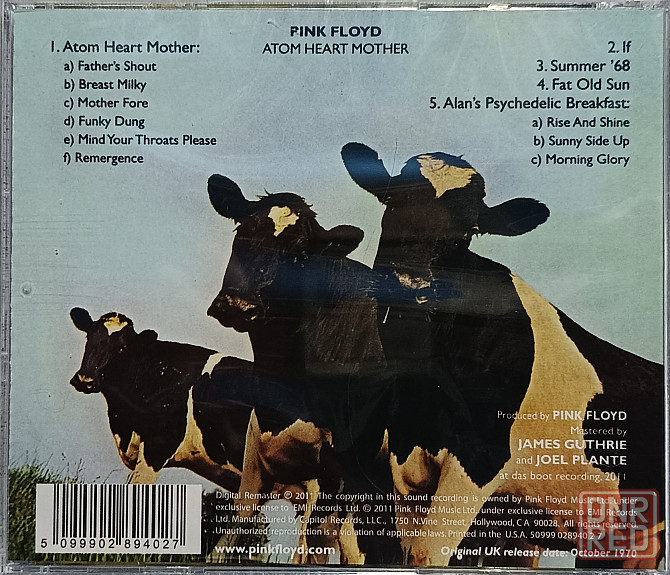 PINK FLOYD
ATOM HEART MOTHER
1. Atom Heart Mother:
a) Father's Shout
b) Breast Milky
c) Mother Fore
d) Funky Dung
e) Mind Your Throats Please
f) Remergence
2. If
3. Summer '68
4. Fat Old Sun
5. Alan's Psychedelic Breakfast:
a) Rise And Shine
b) Sunny Side Up
c) Morning Glory
Produced by PINK FLOYD
Mastered by
JAMES GUTHRIE
and JOEL PLANTE
at das boot recording, 2011
Digital Remaster ℗ 2011 The copyright in this sound recording is owned by Pink Floyd Music Ltd. under
exclusive license to EMI Records Ltd. © 2011 Pink Floyd Music Ltd., under exclusive license to EMI Records
Ltd. Manufactured by Capitol Records, LLC., 1750 N. Vine Street, Hollywood, CA 90028. All rights reserved.
Unauthorized reproduction is a violation of applicable laws. Printed in the U.S. 50999 028940 2 7
www.pinkfloyd.com
Original UK release date: October 1970
5 099902 894027